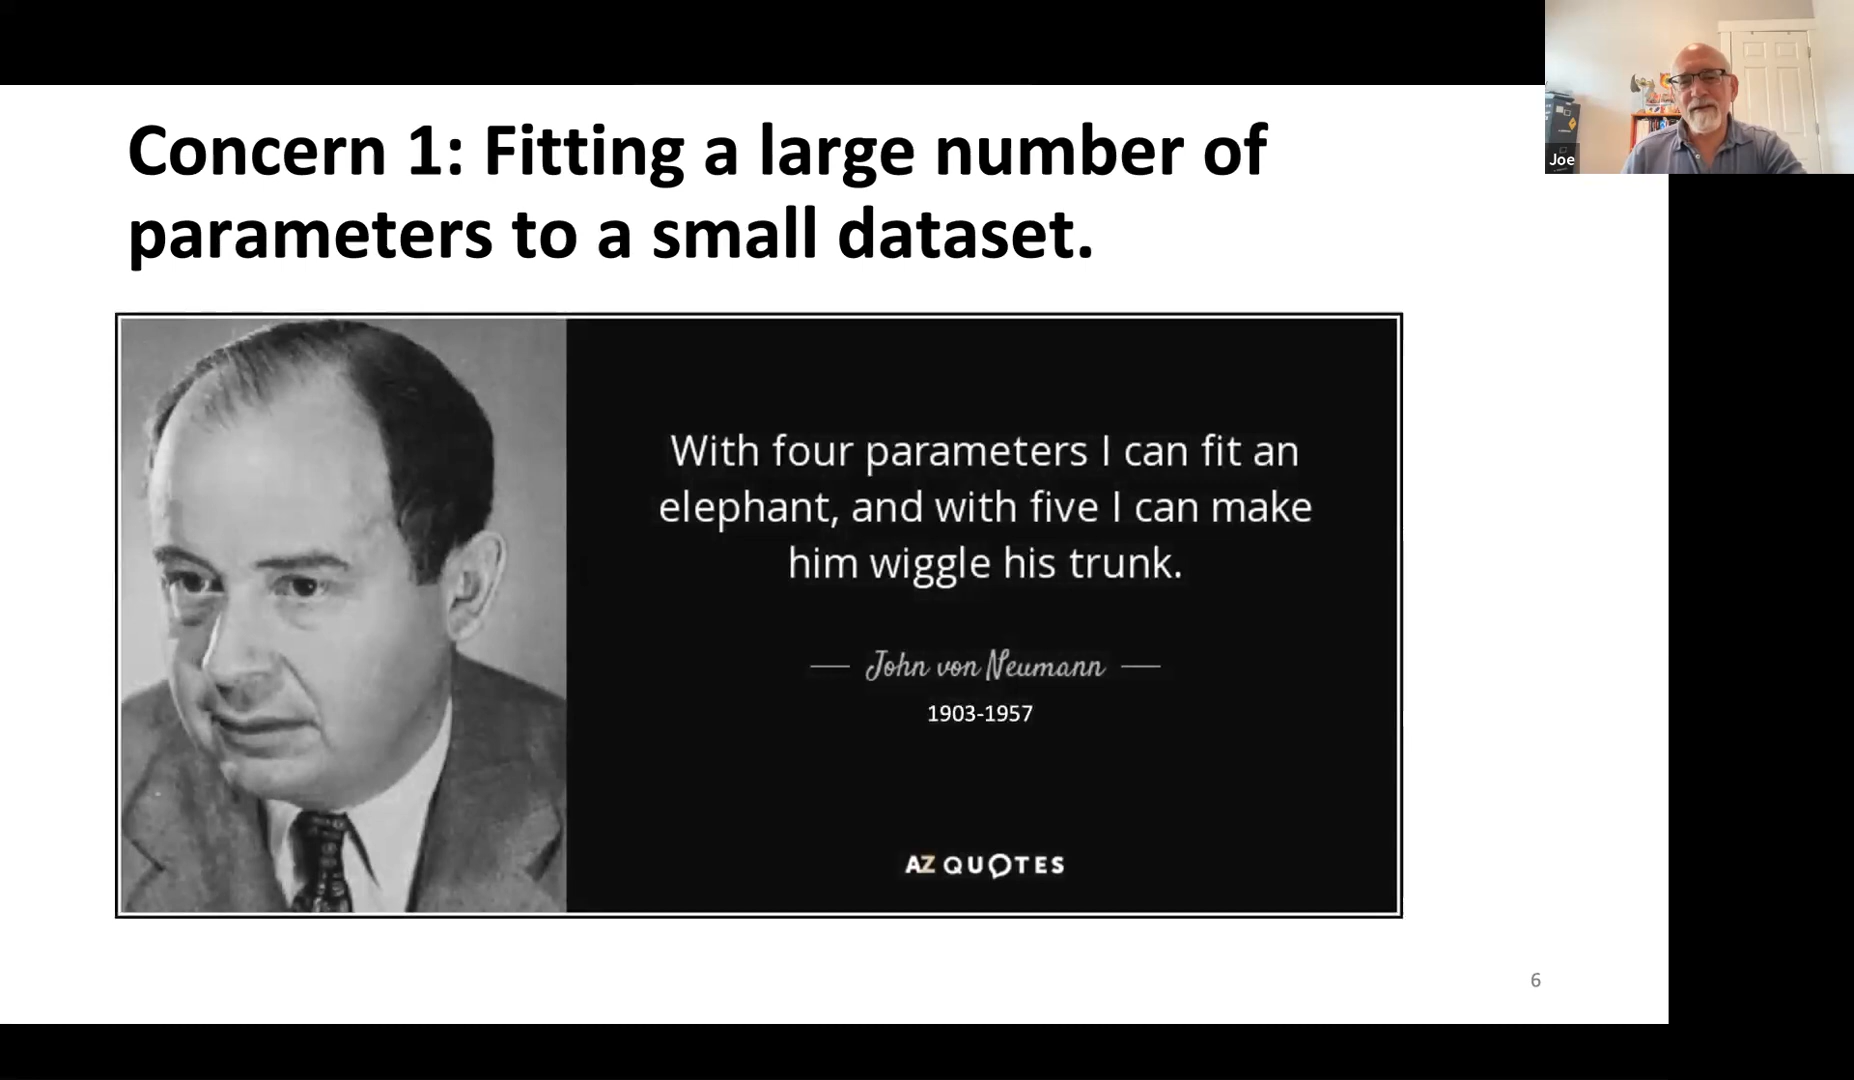 Concern 1: Fitting a large number of
parameters to a small dataset.
Joe
With four parameters I can fit an
elephant, and with five I can make
him wiggle his trunk.
John von Neumann
1903-1957
AZ QUOTES
6